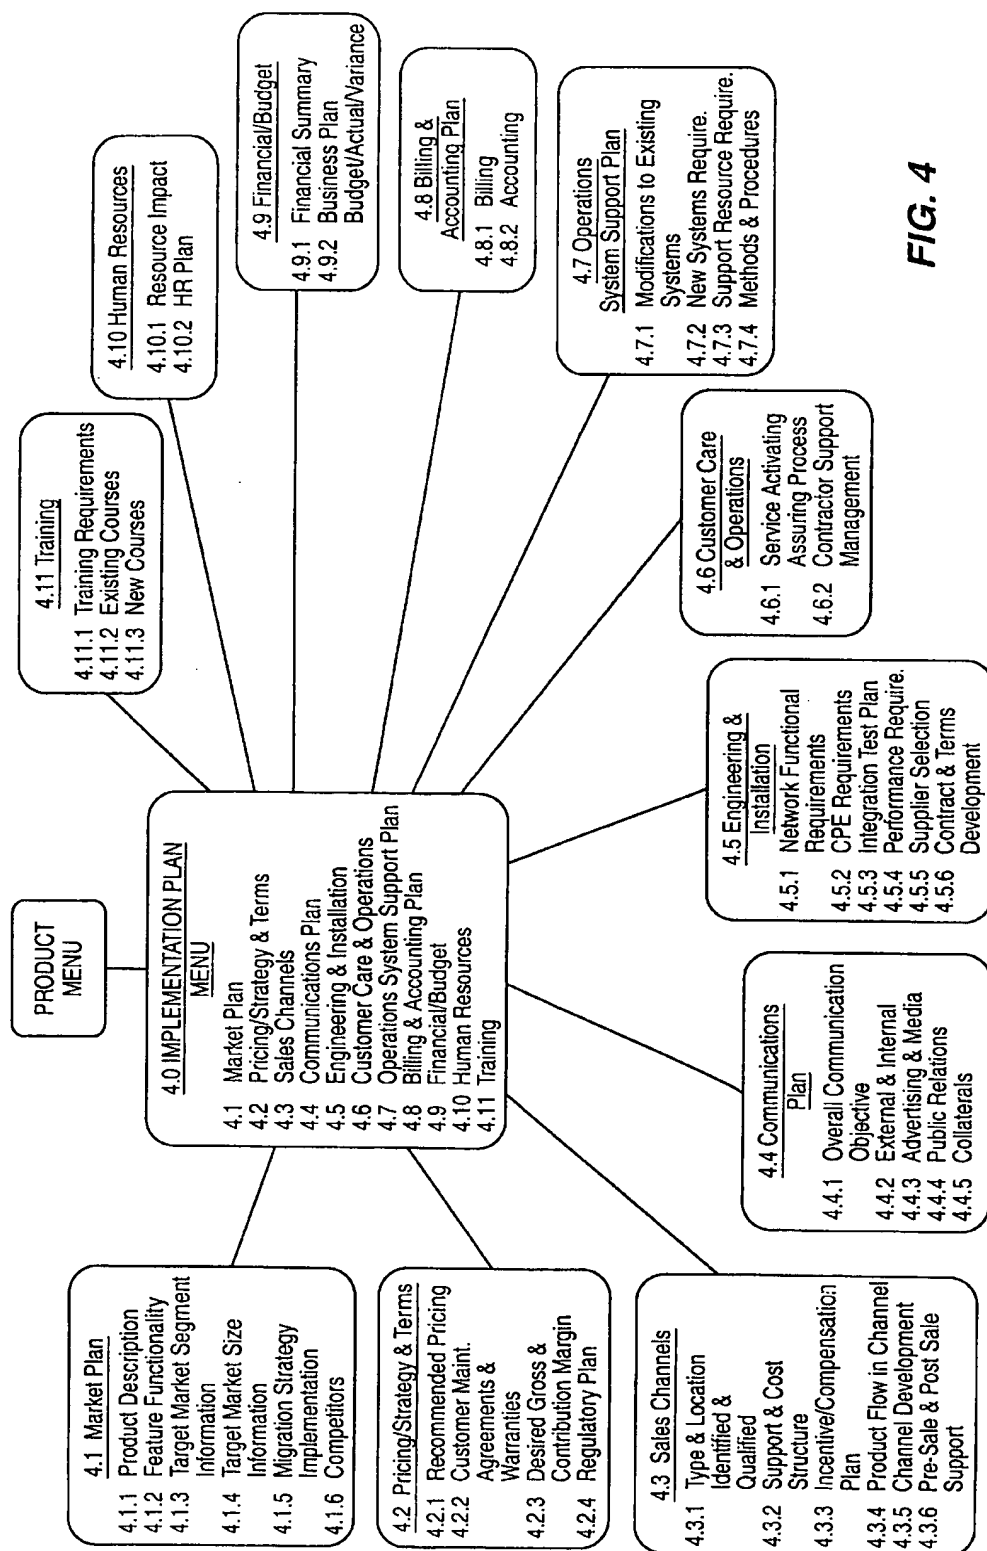 PRODUCT
MENU
4.0 IMPLEMENTATION PLAN
MENU
4.1 Market Plan
4.2 Pricing/Strategy & Terms
4.3 Sales Channels
4.4 Communications Plan
4.5 Engineering & Installation
4.6 Customer Care & Operations
4.7 Operations System Support Plan
4.8 Billing & Accounting Plan
4.9 Financial/Budget
4.10 Human Resources
4.11 Training
4.1 Market Plan
4.1.1 Product Description
4.1.2 Feature Functionality
4.1.3 Target Market Segment
Information
4.1.4 Target Market Size
Information
4.1.5 Migration Strategy
Implementation
4.1.6 Competitors
4.2 Pricing/Strategy & Terms
4.2.1 Recommended Pricing
4.2.2 Customer Maint.
Agreements &
Warranties
4.2.3 Desired Gross &
Contribution Margin
4.2.4 Regulatory Plan
4.3 Sales Channels
4.3.1 Type & Location
Identified &
Qualified
4.3.2 Support & Cost
Structure
4.3.3 Incentive/Compensation
Plan
4.3.4 Product Flow in Channel
4.3.5 Channel Development
4.3.6 Pre-Sale & Post Sale
Support
4.4 Communications
Plan
4.4.1 Overall Communication
Objective
4.4.2 External & Internal
4.4.3 Advertising & Media
4.4.4 Public Relations
4.4.5 Collaterals
4.5 Engineering &
Installation
4.5.1 Network Functional
Requirements
4.5.2 CPE Requirements
4.5.3 Integration Test Plan
4.5.4 Performance Require.
4.5.5 Supplier Selection
4.5.6 Contract & Terms
Development
4.6 Customer Care
& Operations
4.6.1 Service Activating
Assuring Process
4.6.2 Contractor Support
Management
4.7 Operations
System Support Plan
4.7.1 Modifications to Existing
Systems
4.7.2 New Systems Require.
4.7.3 Support Resource Require.
4.7.4 Methods & Procedures
4.8 Billing &
Accounting Plan
4.8.1 Billing
4.8.2 Accounting
4.9 Financial/Budget
4.9.1 Financial Summary
4.9.2 Business Plan
Budget/Actual/Variance
4.10 Human Resources
4.10.1 Resource Impact
4.10.2 HR Plan
4.11 Training
4.11.1 Training Requirements
4.11.2 Existing Courses
4.11.3 New Courses
FIG. 4